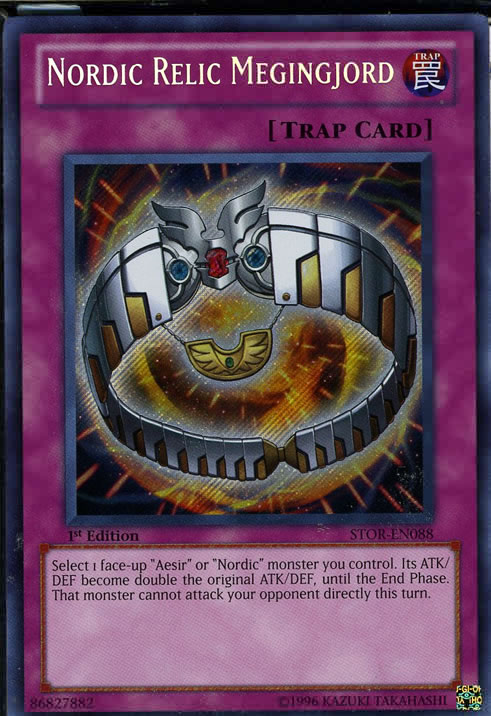 NORDIC RELIC MEGINGJORD
TRAP
罠
[TRAP CARD]
1st Edition
STOR-EN088
Select 1 face-up "Aesir" or "Nordic" monster you control. Its ATK/
DEF become double the original ATK/DEF, until the End Phase.
That monster cannot attack your opponent directly this turn.
86827882
©1996 KAZUKI TAKAHASHI